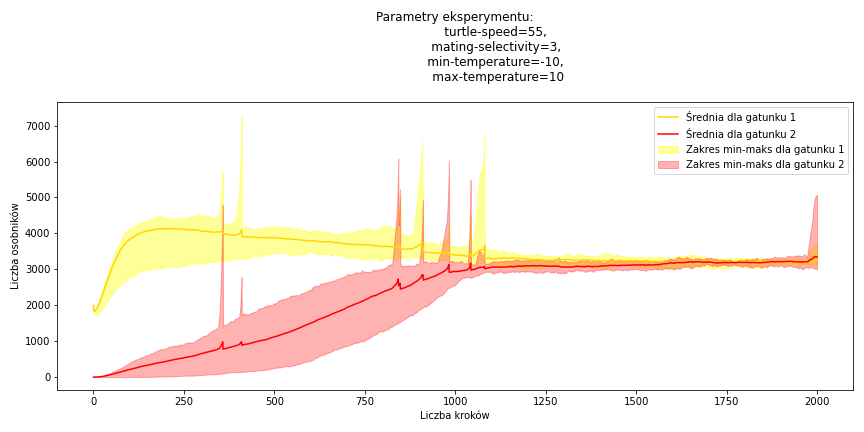 Parametry eksperymentu:
turtle-speed=55,
mating-selectivity=3,
min-temperature=-10,
max-temperature=10
Średnia dla gatunku 1
Średnia dla gatunku 2
Zakres min-maks dla gatunku 1
Zakres min-maks dla gatunku 2
Liczba osobników
7000
6000
5000
4000
3000
2000
1000
0
0
250
500
750
1000
1250
1500
1750
2000
Liczba kroków